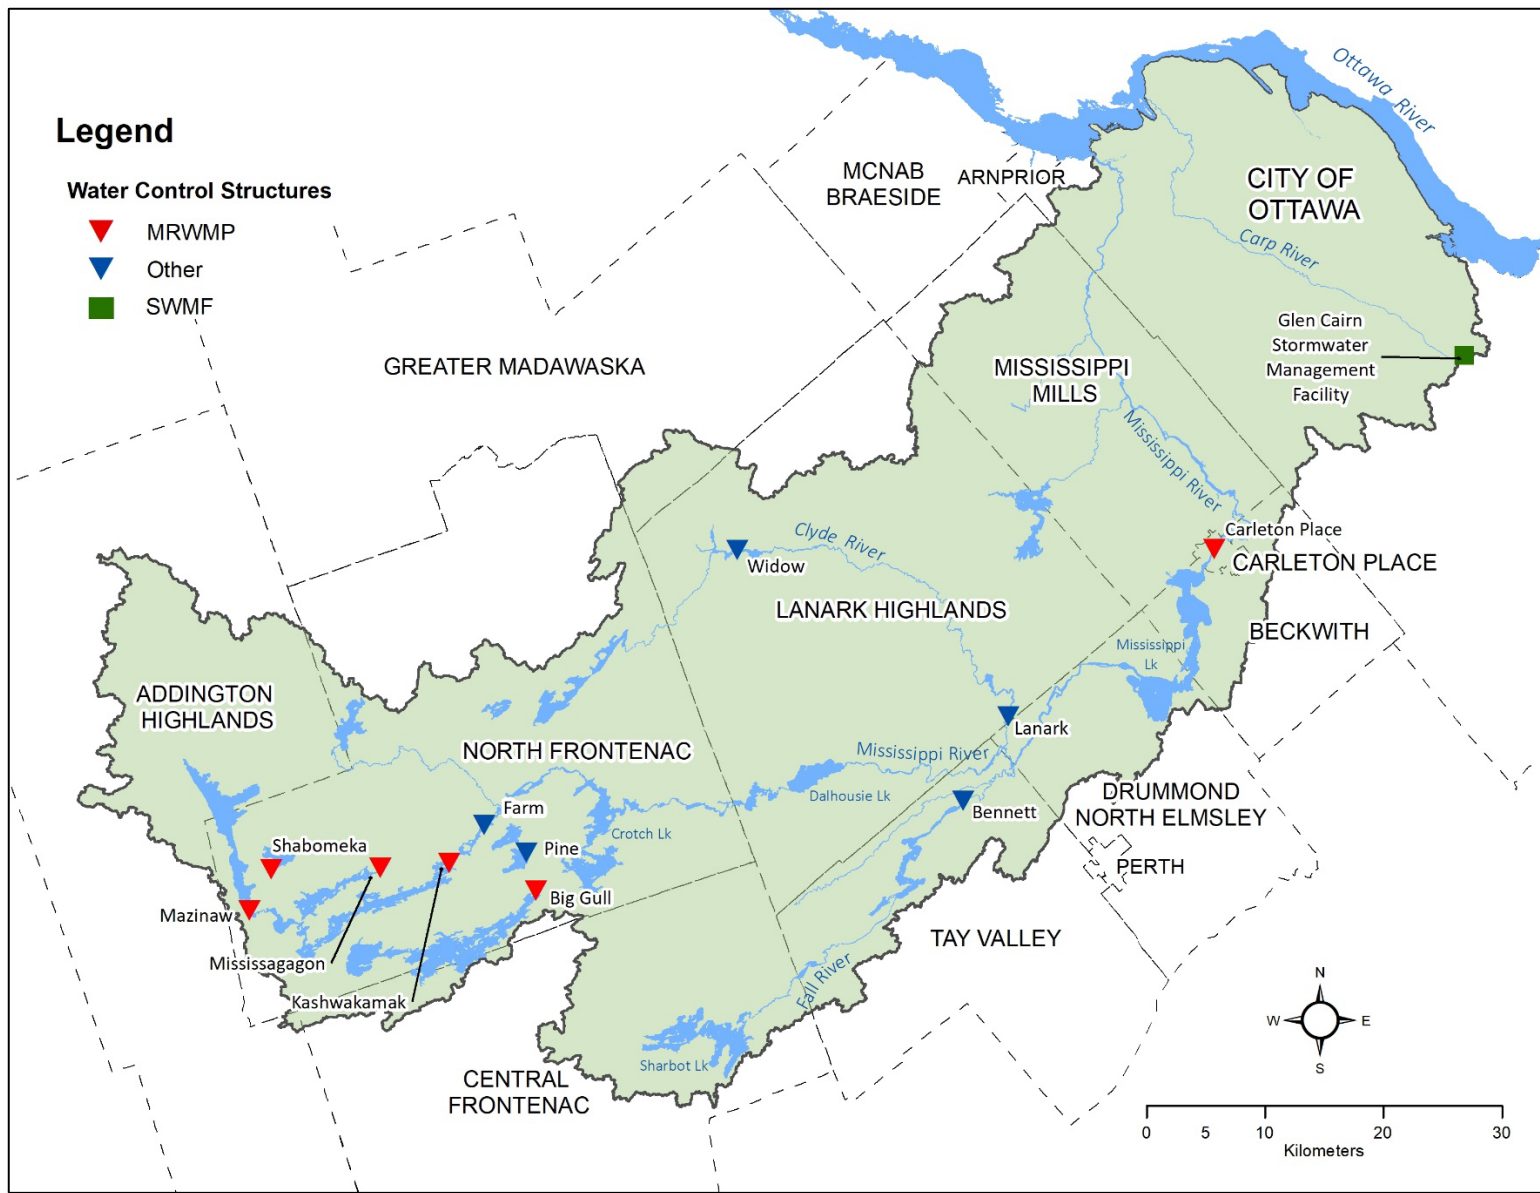 Legend
Water Control Structures
MRWMP
Other
SWMF
Ottawa River
MCNAB
BRAESIDE
ARNPRIOR
CITY OF
OTTAWA
Carp River
Glen Cairn
Stormwater
Management
Facility
GREATER MADAWASKA
MISSISSIPPI
MILLS
Mississippi River
Clyde River
Widow
Carleton Place
CARLETON PLACE
LANARK HIGHLANDS
BECKWITH
Mississippi
Lk
ADDINGTON
HIGHLANDS
NORTH FRONTENAC
Lanark
Mississippi River
Dalhousie Lk
DRUMMOND
NORTH ELMSLEY
Farm
Bennett
Crotch Lk
Shabomeka
Pine
PERTH
Big Gull
Mazinaw
TAY VALLEY
Mississagagon
Fall River
Kashwakamak
Sharbot Lk
CENTRAL
FRONTENAC
N
W
E
S
0 5 10 20 30
Kilometers